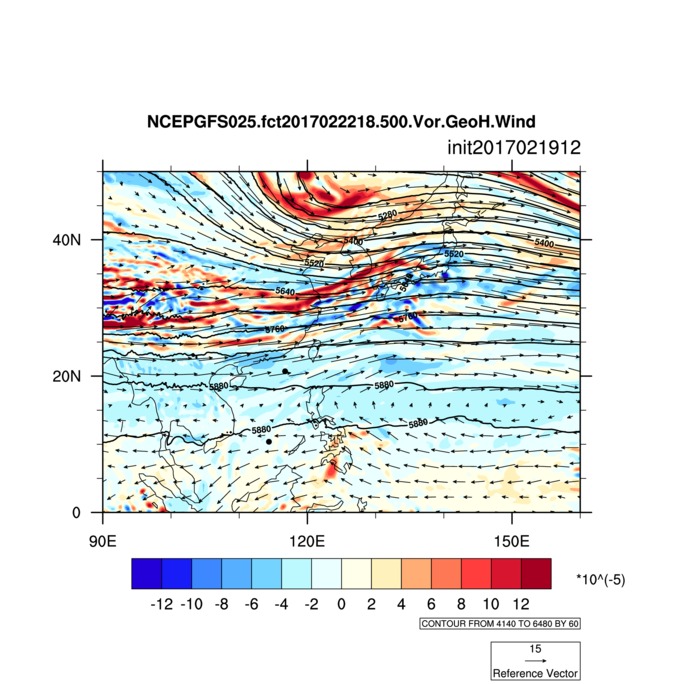 NCEPGFS025.fct2017022218.500.Vor.GeoH.Wind
init2017021912
5280
40N
5400
5400
5520
5520
5640
5760
5760
20N
5880
5880
5880
5880
0
90E 120E 150E
-12 -10 -8 -6 -4 -2 0 2 4 6 8 10 12
*10^(-5)
CONTOUR FROM 4140 TO 6480 BY 60
15
Reference Vector